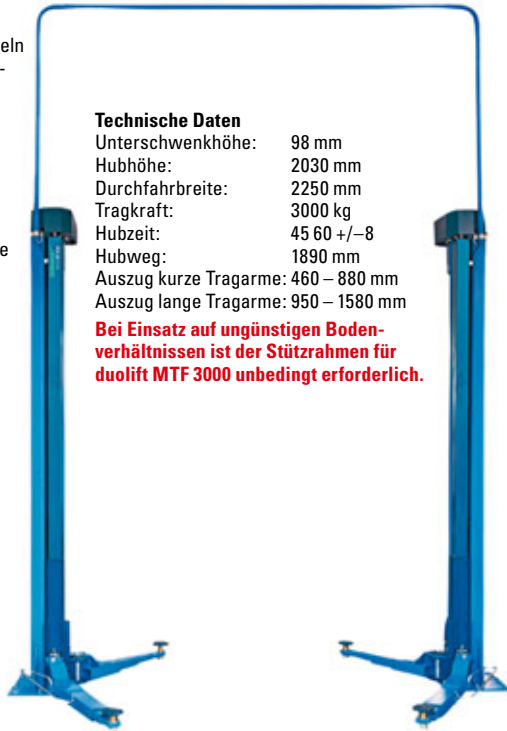 eln
-
e
Technische Daten
Unterschwenkhöhe: 98 mm
Hubhöhe: 2030 mm
Durchfahrbreite: 2250 mm
Tragkraft: 3000 kg
Hubzeit: 45 60 +/–8
Hubweg: 1890 mm
Auszug kurze Tragarme: 460 – 880 mm
Auszug lange Tragarme: 950 – 1580 mm
Bei Einsatz auf ungünstigen Boden-
verhältnissen ist der Stützrahmen für
duolift MTF 3000 unbedingt erforderlich.